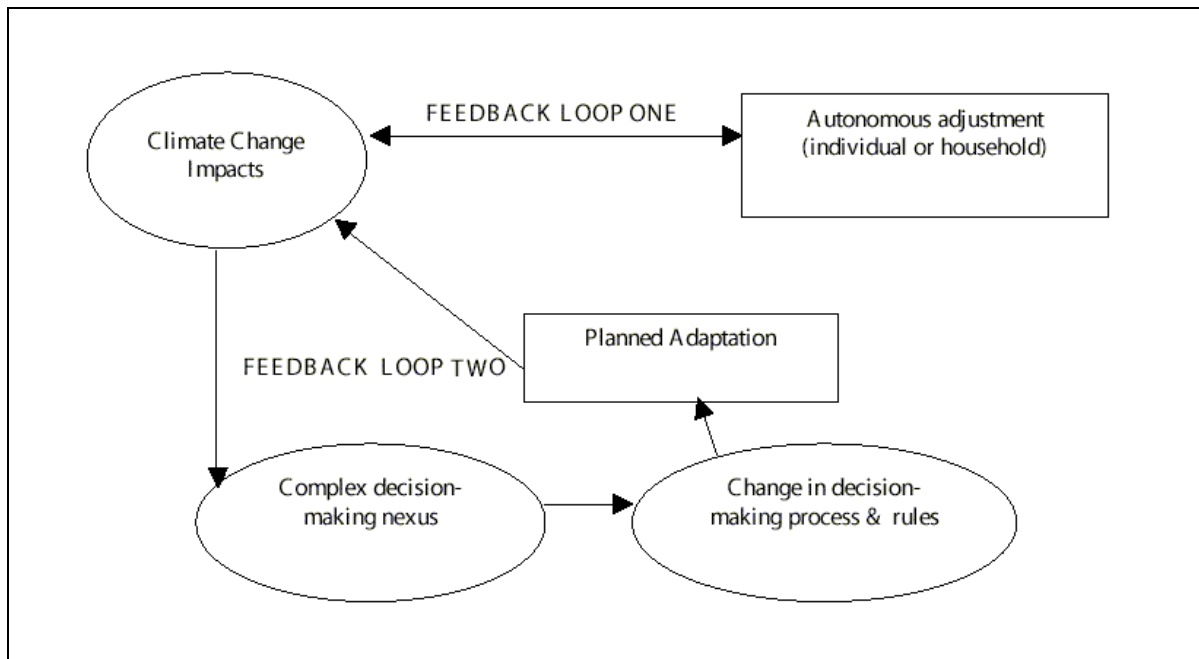 FEEDBACK LOOP ONE
Climate Change
Impacts
Autonomous adjustment
(individual or household)
Planned Adaptation
FEEDBACK LOOP TWO
Complex decision-
making nexus
Change in decision-
making process & rules